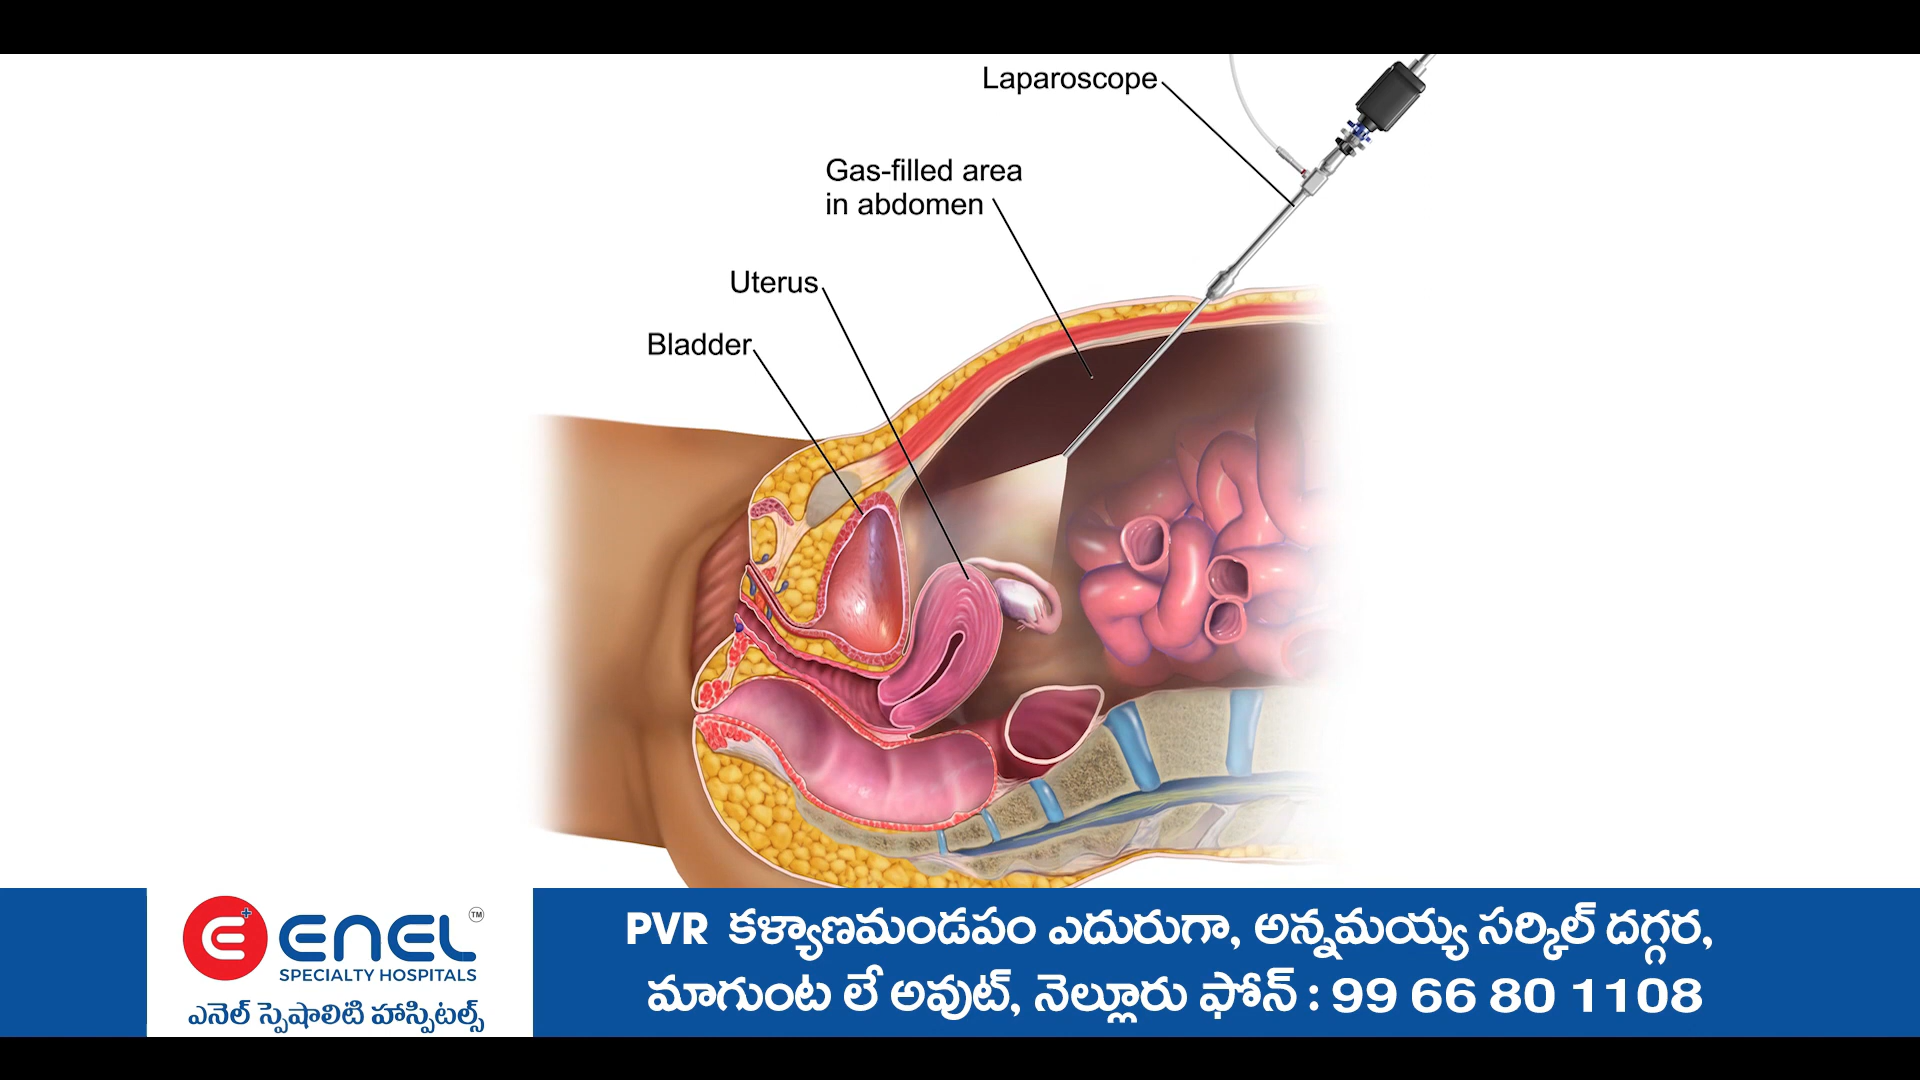 Laparoscope
Gas-filled area
in abdomen
Uterus
Bladder
ENEL™
SPECIALTY HOSPITALS
ఎనెల్ స్పెషాలిటి హాస్పిటల్స్
PVR కళ్యాణమండపం ఎదురుగా, అన్నమయ్య సర్కిల్ దగ్గర,
మాగుంట లే అవుట్, నెల్లూరు ఫోన్ : 99 66 80 1108